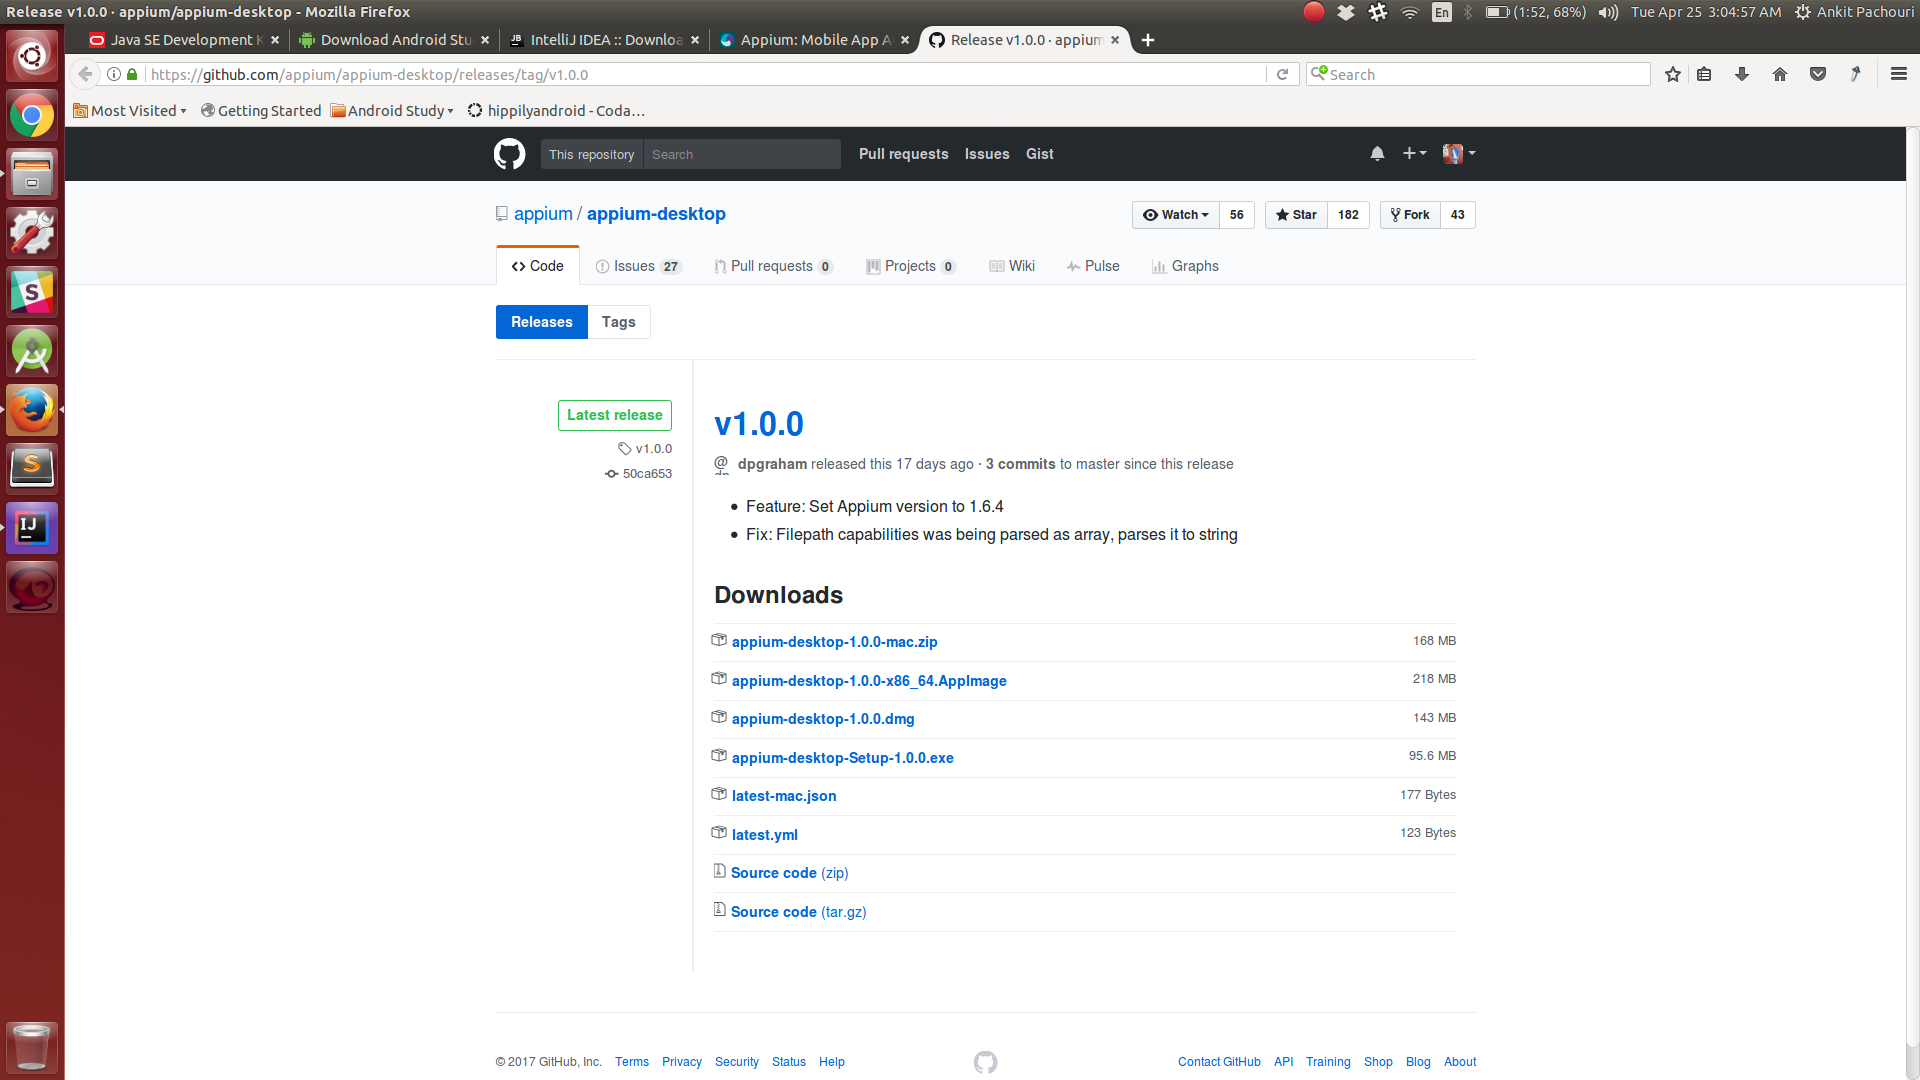 Release v1.0.0 · appium/appium-desktop - Mozilla Firefox
En
(1:52, 68%)
Tue Apr 25 3:04:57 AM
Ankit Pachouri
Java SE Development K
Download Android Stu
IntelliJ IDEA :: Downloa
Appium: Mobile App A
Release v1.0.0 · appium
https://github.com/appium/appium-desktop/releases/tag/v1.0.0
Search
Most Visited
Getting Started
Android Study
hippilyandroid - Coda...
This repository
Search
Pull requests
Issues
Gist
appium / appium-desktop
Watch 56
Star 182
Fork 43
Code
Issues 27
Pull requests 0
Projects 0
Wiki
Pulse
Graphs
Releases
Tags
Latest release
v1.0.0
50ca653
v1.0.0
dpgraham released this 17 days ago · 3 commits to master since this release
• Feature: Set Appium version to 1.6.4
• Fix: Filepath capabilities was being parsed as array, parses it to string
Downloads
appium-desktop-1.0.0-mac.zip 168 MB
appium-desktop-1.0.0-x86_64.AppImage 218 MB
appium-desktop-1.0.0.dmg 143 MB
appium-desktop-Setup-1.0.0.exe 95.6 MB
latest-mac.json 177 Bytes
latest.yml 123 Bytes
Source code (zip)
Source code (tar.gz)
© 2017 GitHub, Inc. Terms Privacy Security Status Help
Contact GitHub API Training Shop Blog About